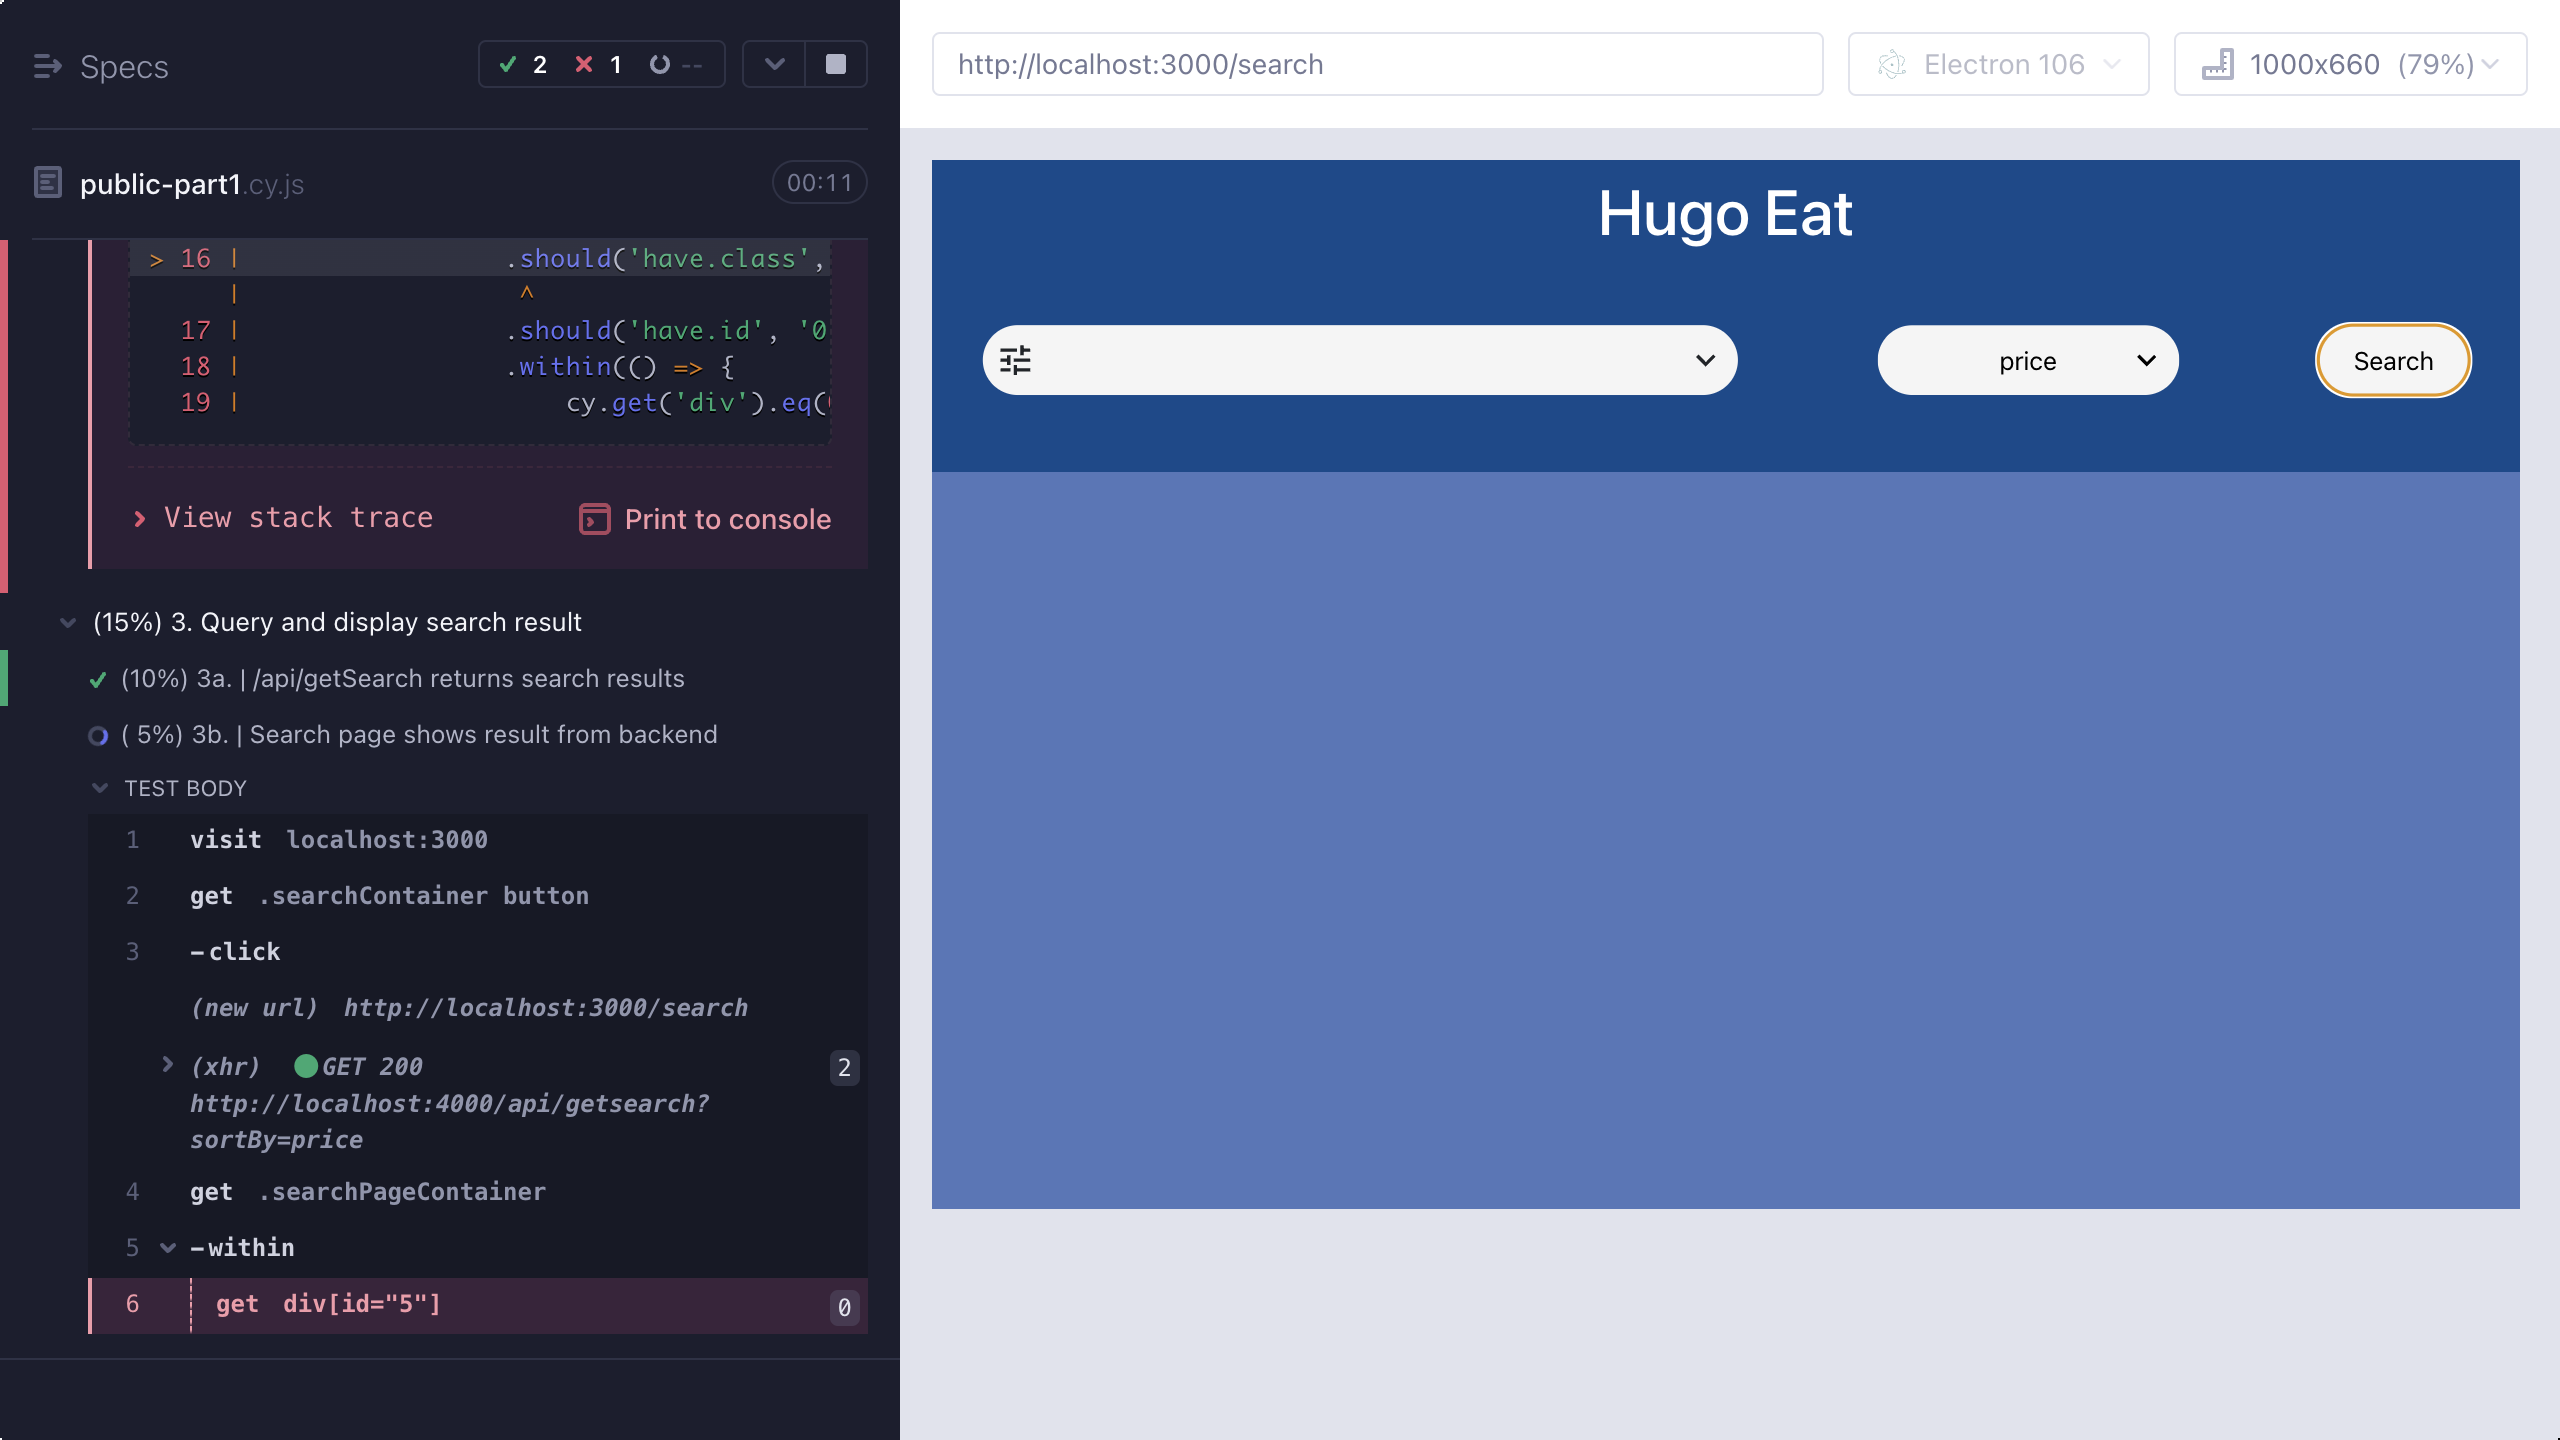 Specs
2 1 --
public-part1.cy.js 00:11
> 16 | .should('have.class',
| ^
17 | .should('have.id', '0
18 | .within(() => {
19 | cy.get('div').eq(
View stack trace Print to console
(15%) 3. Query and display search result
(10%) 3a. | /api/getSearch returns search results
( 5%) 3b. | Search page shows result from backend
TEST BODY
1 visit localhost:3000
2 get .searchContainer button
3 -click
(new url) http://localhost:3000/search
(xhr) GET 200 2
http://localhost:4000/api/getsearch?
sortBy=price
4 get .searchPageContainer
5 -within
6 get div[id="5"] 0
http://localhost:3000/search
Electron 106
1000x660 (79%)
Hugo Eat
price
Search